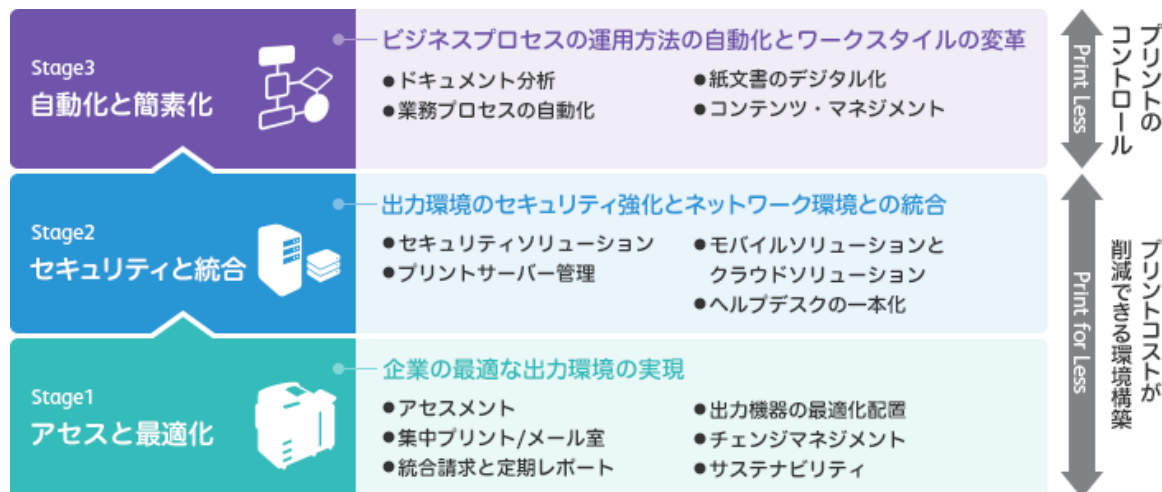 Stage3
自動化と簡素化
ビジネスプロセスの運用方法の自動化とワークスタイルの変革
●ドキュメント分析
●業務プロセスの自動化
●紙文書のデジタル化
●コンテンツ・マネジメント
Print Less
プリントの
コントロール
Stage2
セキュリティと統合
出力環境のセキュリティ強化とネットワーク環境との統合
●セキュリティソリューション
●プリントサーバー管理
●モバイルソリューションと
クラウドソリューション
●ヘルプデスクの一本化
Stage1
アセスと最適化
企業の最適な出力環境の実現
●アセスメント
●集中プリント/メール室
●統合請求と定期レポート
●出力機器の最適化配置
●チェンジマネジメント
●サステナビリティ
Print for Less
プリントコストが
削減できる環境構築